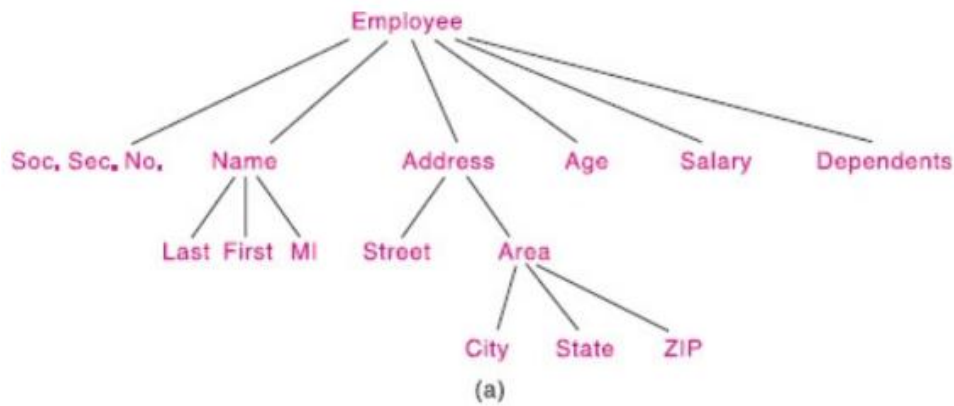 Employee
Soc. Sec. No. Name Address Age Salary Dependents
Last First MI Street Area
City State ZIP
(a)